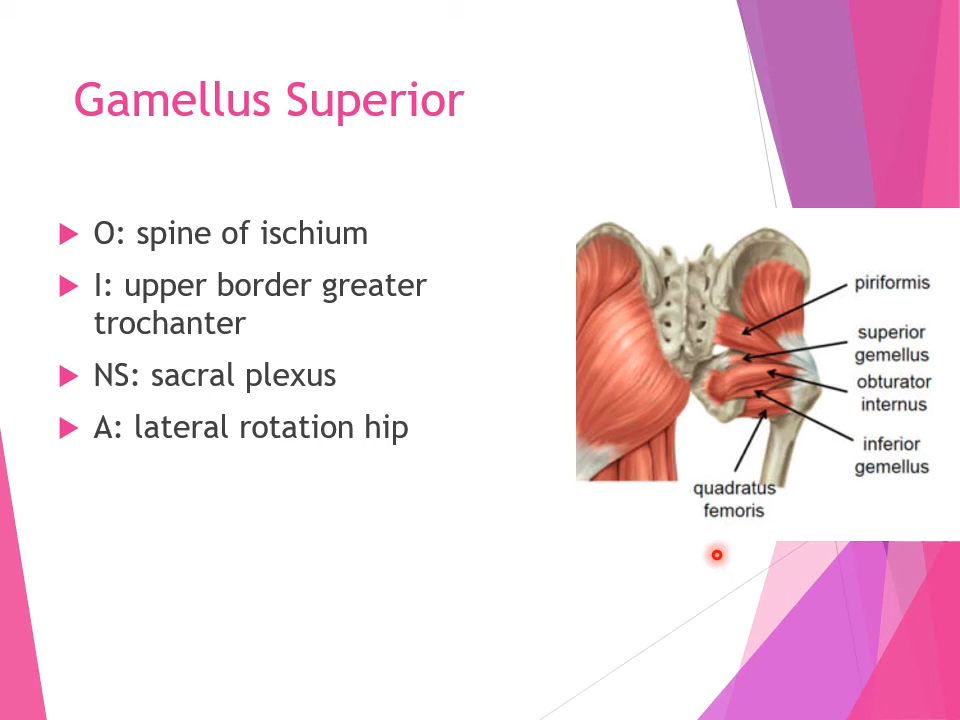 Gamellus Superior
O: spine of ischium
I: upper border greater
trochanter
NS: sacral plexus
A: lateral rotation hip
piriformis
superior
gemellus
obturator
internus
inferior
gemellus
quadratus
femoris